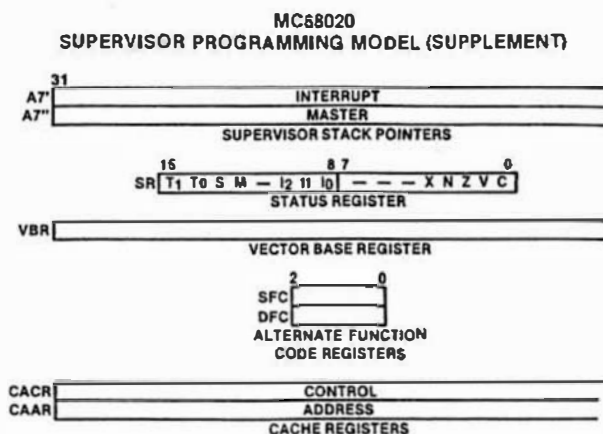 MC68020
SUPERVISOR PROGRAMMING MODEL (SUPPLEMENT)
31
A7' INTERRUPT
A7'' MASTER
SUPERVISOR STACK POINTERS
15 8 7 0
SR T1 T0 S M — I2 I1 I0 — — — X N Z V C
STATUS REGISTER
VBR
VECTOR BASE REGISTER
2 0
SFC
DFC
ALTERNATE FUNCTION
CODE REGISTERS
CACR CONTROL
CAAR ADDRESS
CACHE REGISTERS